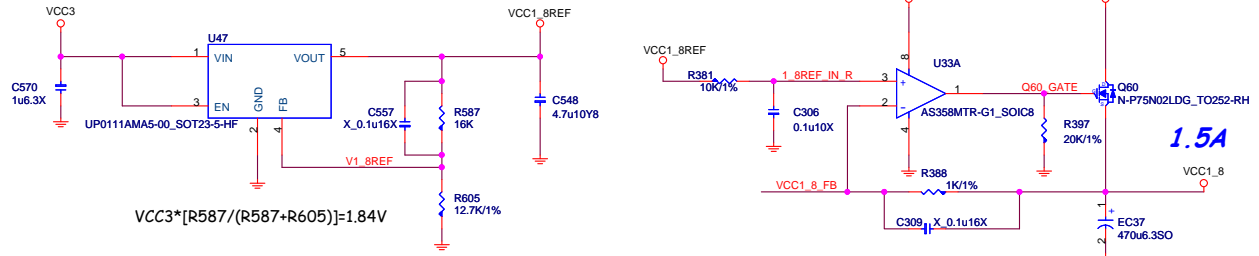 VCC3
VCC1_8REF
U47
1
VIN
VOUT
5
C570
1u6.3X
3
EN
GND
FB
UP0111AMA5-00_SOT23-5-HF
2
4
C557
X_0.1u16X
R587
16K
C548
4.7u10Y8
V1_8REF
R605
12.7K/1%
VCC3*[R587/(R587+R605)]=1.84V
VCC1_8REF
R381
10K/1%
1_8REF_IN_R
C306
0.1u10X
8
U33A
3
+
2
-
1
4
AS358MTR-G1_SOIC8
Q60_GATE
Q60
N-P75N02LDG_TO252-RH
R397
20K/1%
1.5A
VCC1_8_FB
R388
1K/1%
C309
X_0.1u16X
VCC1_8
1
+
EC37
470u6.3SO
2